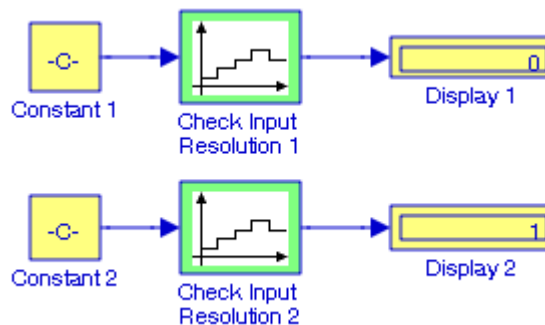 -C-
0
Constant 1
Check Input
Resolution 1
Display 1
-C-
1
Constant 2
Check Input
Resolution 2
Display 2